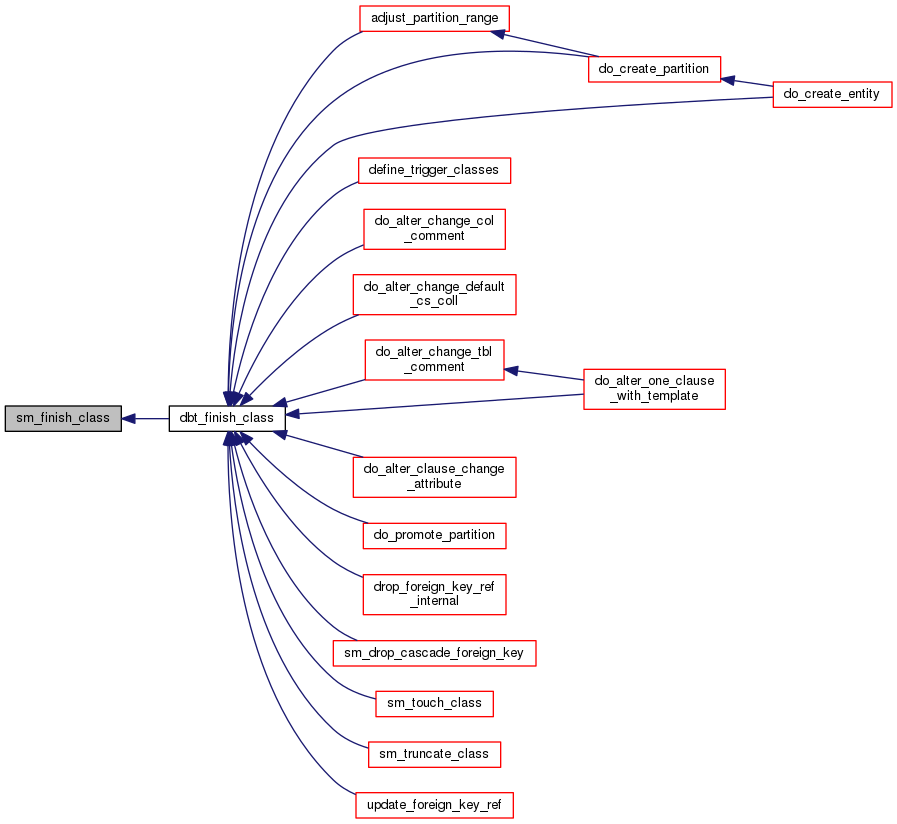 adjust_partition_range
do_create_partition
do_create_entity
define_trigger_classes
do_alter_change_col
_comment
do_alter_change_default
_cs_coll
do_alter_change_tbl
_comment
do_alter_one_clause
_with_template
sm_finish_class
dbt_finish_class
do_alter_clause_change
_attribute
do_promote_partition
drop_foreign_key_ref
_internal
sm_drop_cascade_foreign_key
sm_touch_class
sm_truncate_class
update_foreign_key_ref